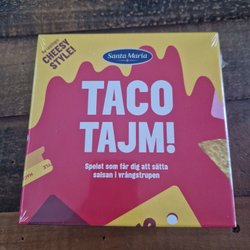 Santa Maria
CHEESY
STYLE!
TACO
TAJM!
Spelet som får dig att sätta
salsan i vrångstrupen